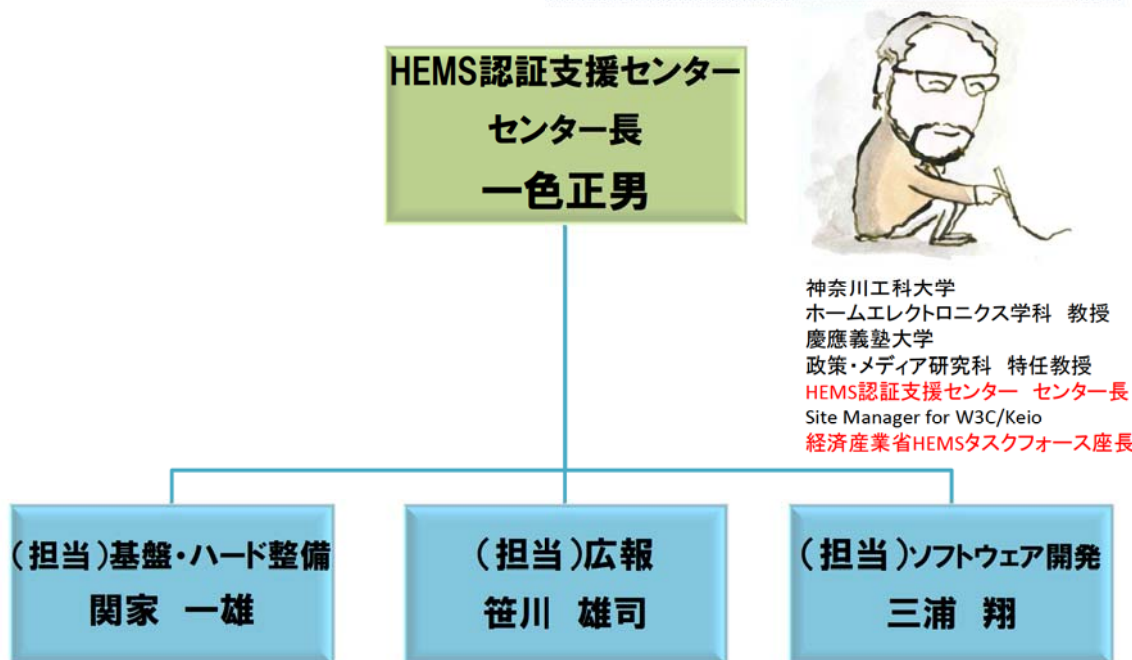 HEMS認証支援センター
センター長
一色正男
神奈川工科大学
ホームエレクトロニクス学科　教授
慶應義塾大学
政策・メディア研究科　特任教授
HEMS認証支援センター　センター長
Site Manager for W3C/Keio
経済産業省HEMSタスクフォース座長
（担当）基盤・ハード整備
関家　一雄
（担当）広報
笹川　雄司
（担当）ソフトウェア開発
三浦　翔